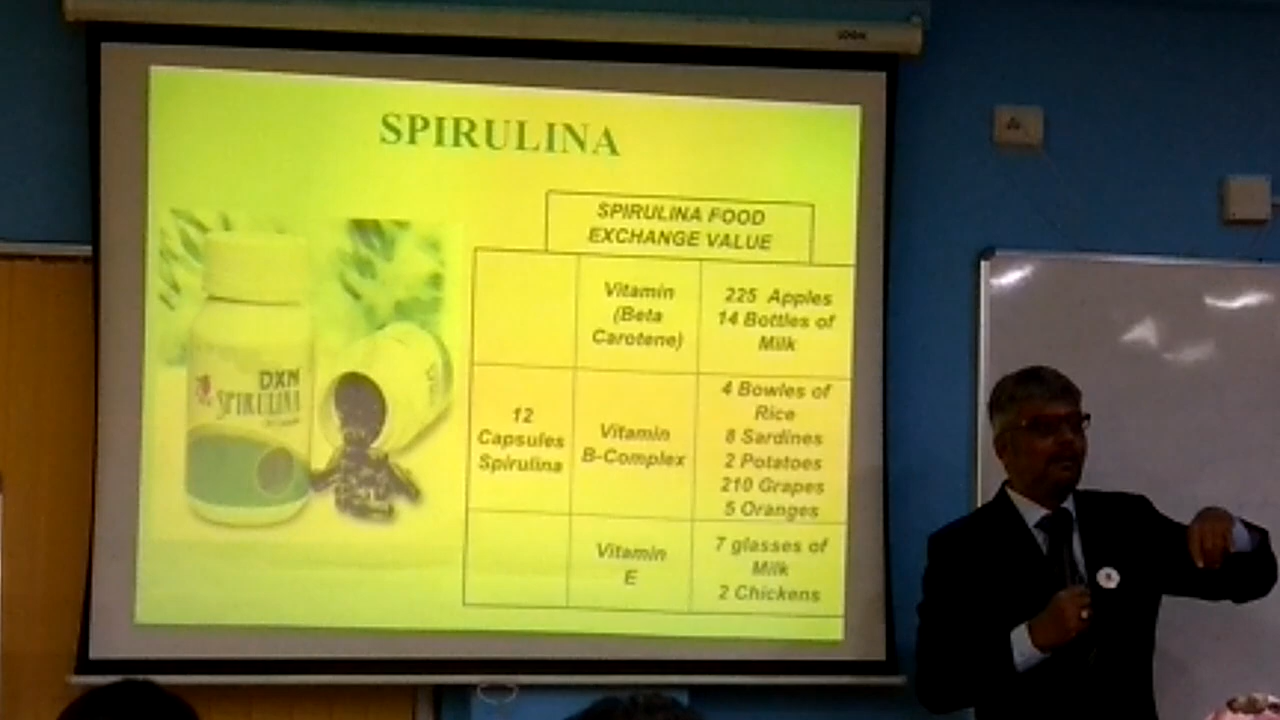 SPIRULINA
SPIRULINA FOOD
EXCHANGE VALUE
Vitamin
(Beta
Carotene)
225 Apples
14 Bottles of
Milk
12
Capsules
Spirulina
Vitamin
B-Complex
4 Bowles of
Rice
8 Sardines
2 Potatoes
210 Grapes
5 Oranges
Vitamin
E
7 glasses of
Milk
2 Chickens
DXN
SPIRULINA